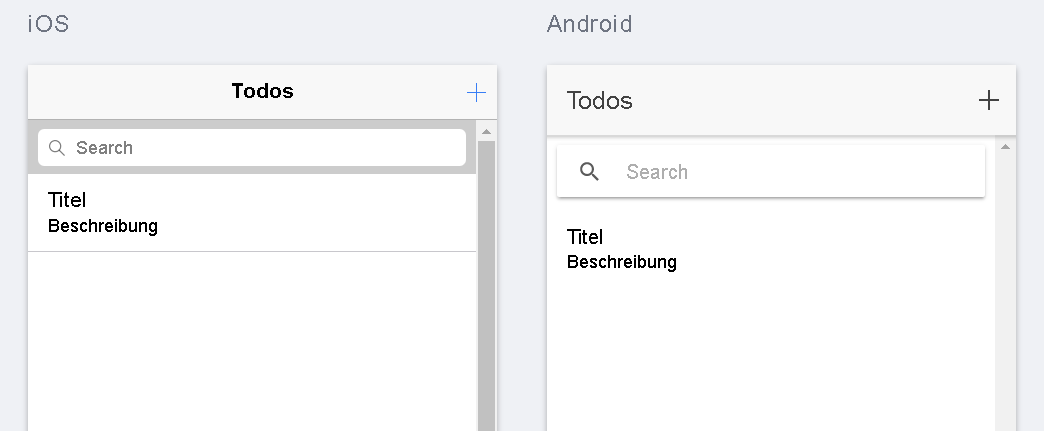 iOS
Android
Todos
Search
Titel
Beschreibung
Todos
Search
Titel
Beschreibung